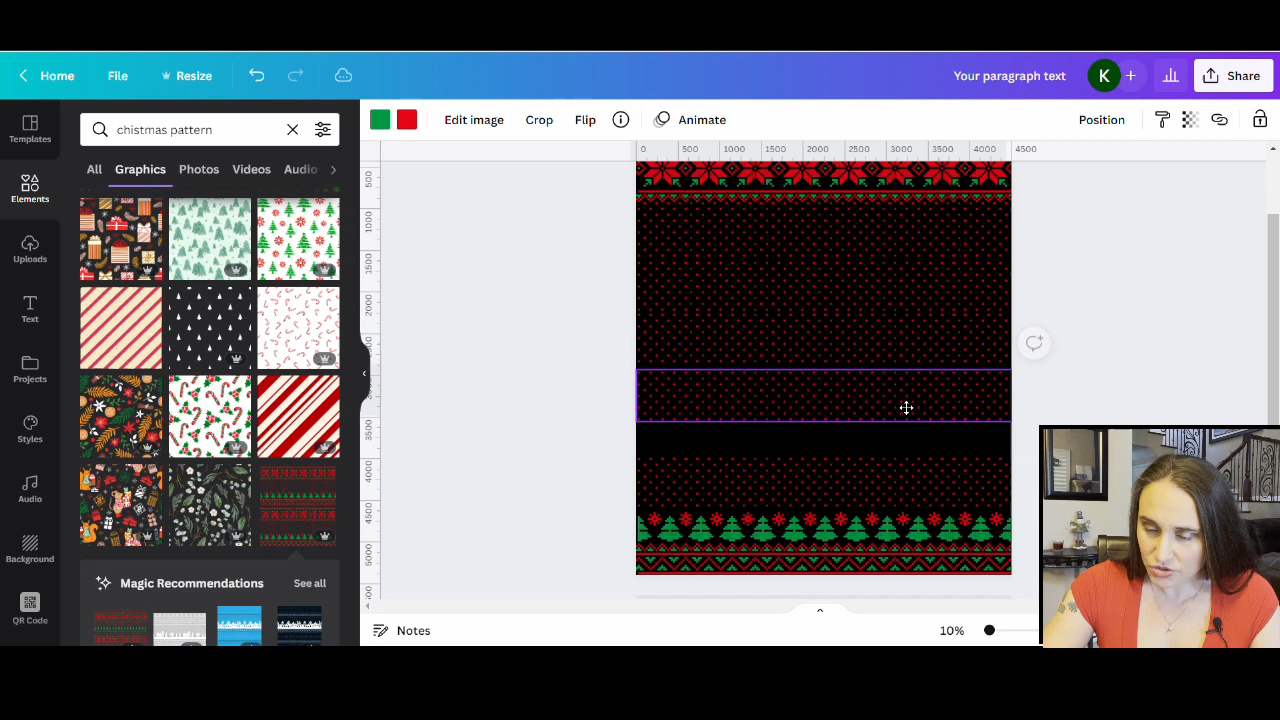 Home File Resize Your paragraph text K + Share
Templates
Elements
Uploads
Text
Projects
Styles
Audio
Background
QR Code
chistmas pattern
All Graphics Photos Videos Audio
Magic Recommendations See all
Edit image Crop Flip Animate Position
0 500 1000 1500 2000 2500 3000 3500 4000 4500
500
1000
1500
2000
3500
4000
4500
5000
Notes 10%